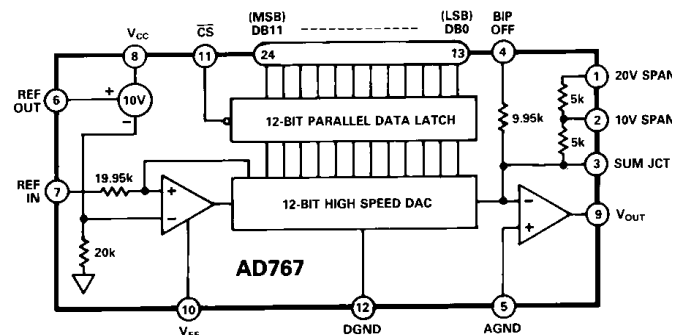 (MSB) DB11
(LSB) DB0
BIP OFF
VCC
CS
8
11
24
13
4
REF OUT
6
+
10V
−
1
20V SPAN
5k
12-BIT PARALLEL DATA LATCH
9.95k
2
10V SPAN
5k
3
SUM JCT
REF IN
7
19.95k
+
−
12-BIT HIGH SPEED DAC
−
+
9
VOUT
20k
AD767
10
12
5
VEE
DGND
AGND